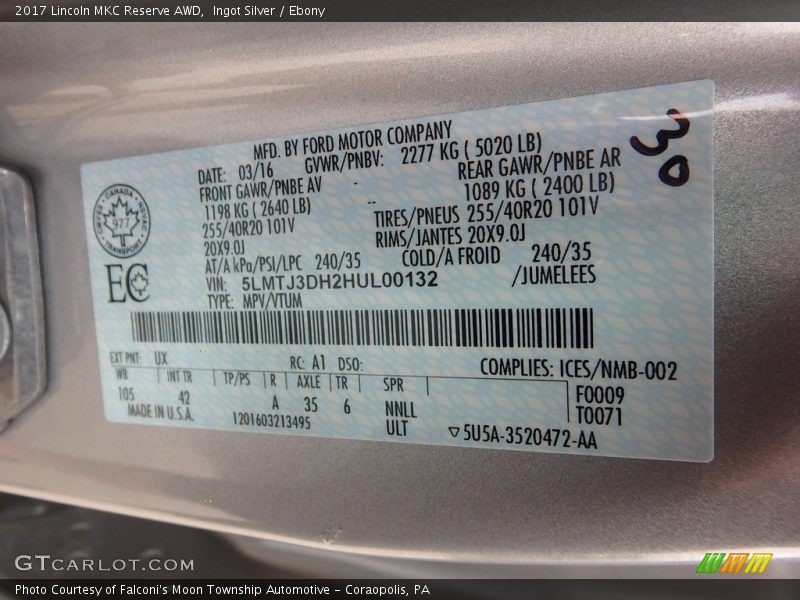 2017 Lincoln MKC Reserve AWD,  Ingot Silver / Ebony
30
MFD. BY FORD MOTOR COMPANY
DATE: 03/16 GVWR/PNBV: 2277 KG ( 5020 LB)
FRONT GAWR/PNBE AV REAR GAWR/PNBE AR
1198 KG ( 2640 LB) 1089 KG ( 2400 LB)
255/40R20 101V TIRES/PNEUS 255/40R20 101V
20X9.0J RIMS/JANTES 20X9.0J
AT/A kPa/PSI/LPC 240/35 COLD/A FROID 240/35
VIN: 5LMTJ3DH2HUL00132 /JUMELEES
TYPE: MPV/VTUM
CANADA
977
TRANSPORT
EC
EXT PNT: UX RC: A1 DSO: COMPLIES: ICES/NMB-002
WB INT TR TP/PS R AXLE TR SPR F0009
105 42 A 35 6 NNLL T0071
MADE IN U.S.A. 1201603213495 ULT ▽5U5A-3520472-AA
GTCARLOT.COM
Photo Courtesy of Falconi's Moon Township Automotive - Coraopolis, PA